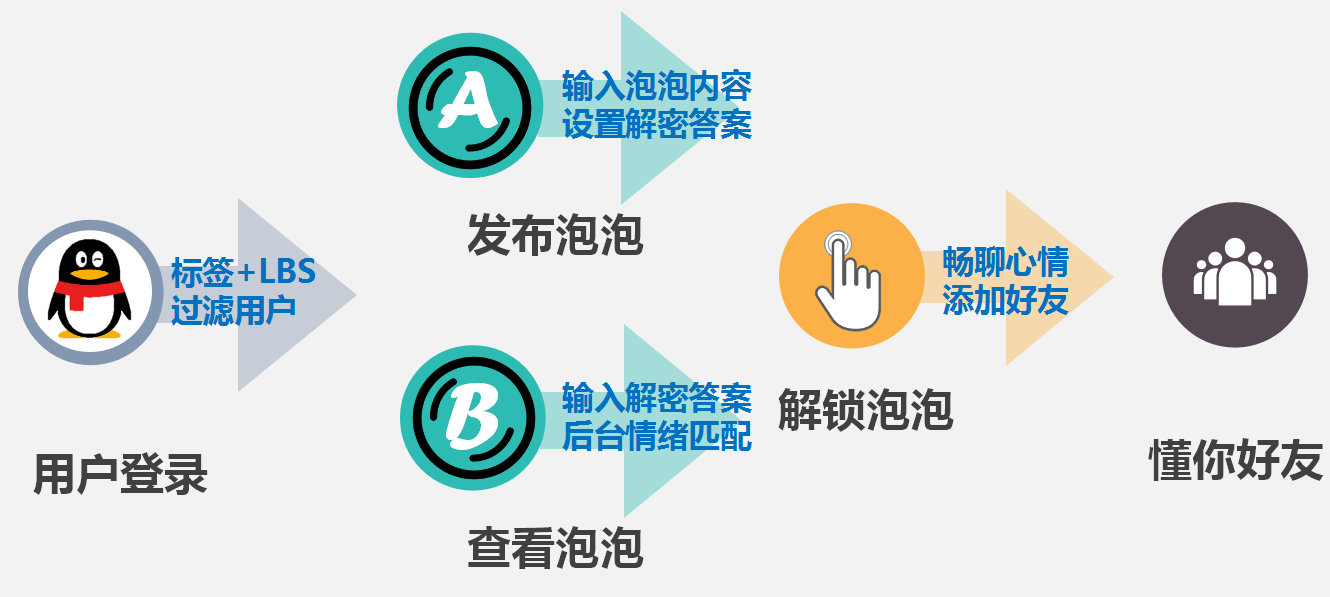 用户登录
标签+LBS
过滤用户
A
输入泡泡内容
设置解密答案
发布泡泡
B
输入解密答案
后台情绪匹配
查看泡泡
解锁泡泡
畅聊心情
添加好友
懂你好友